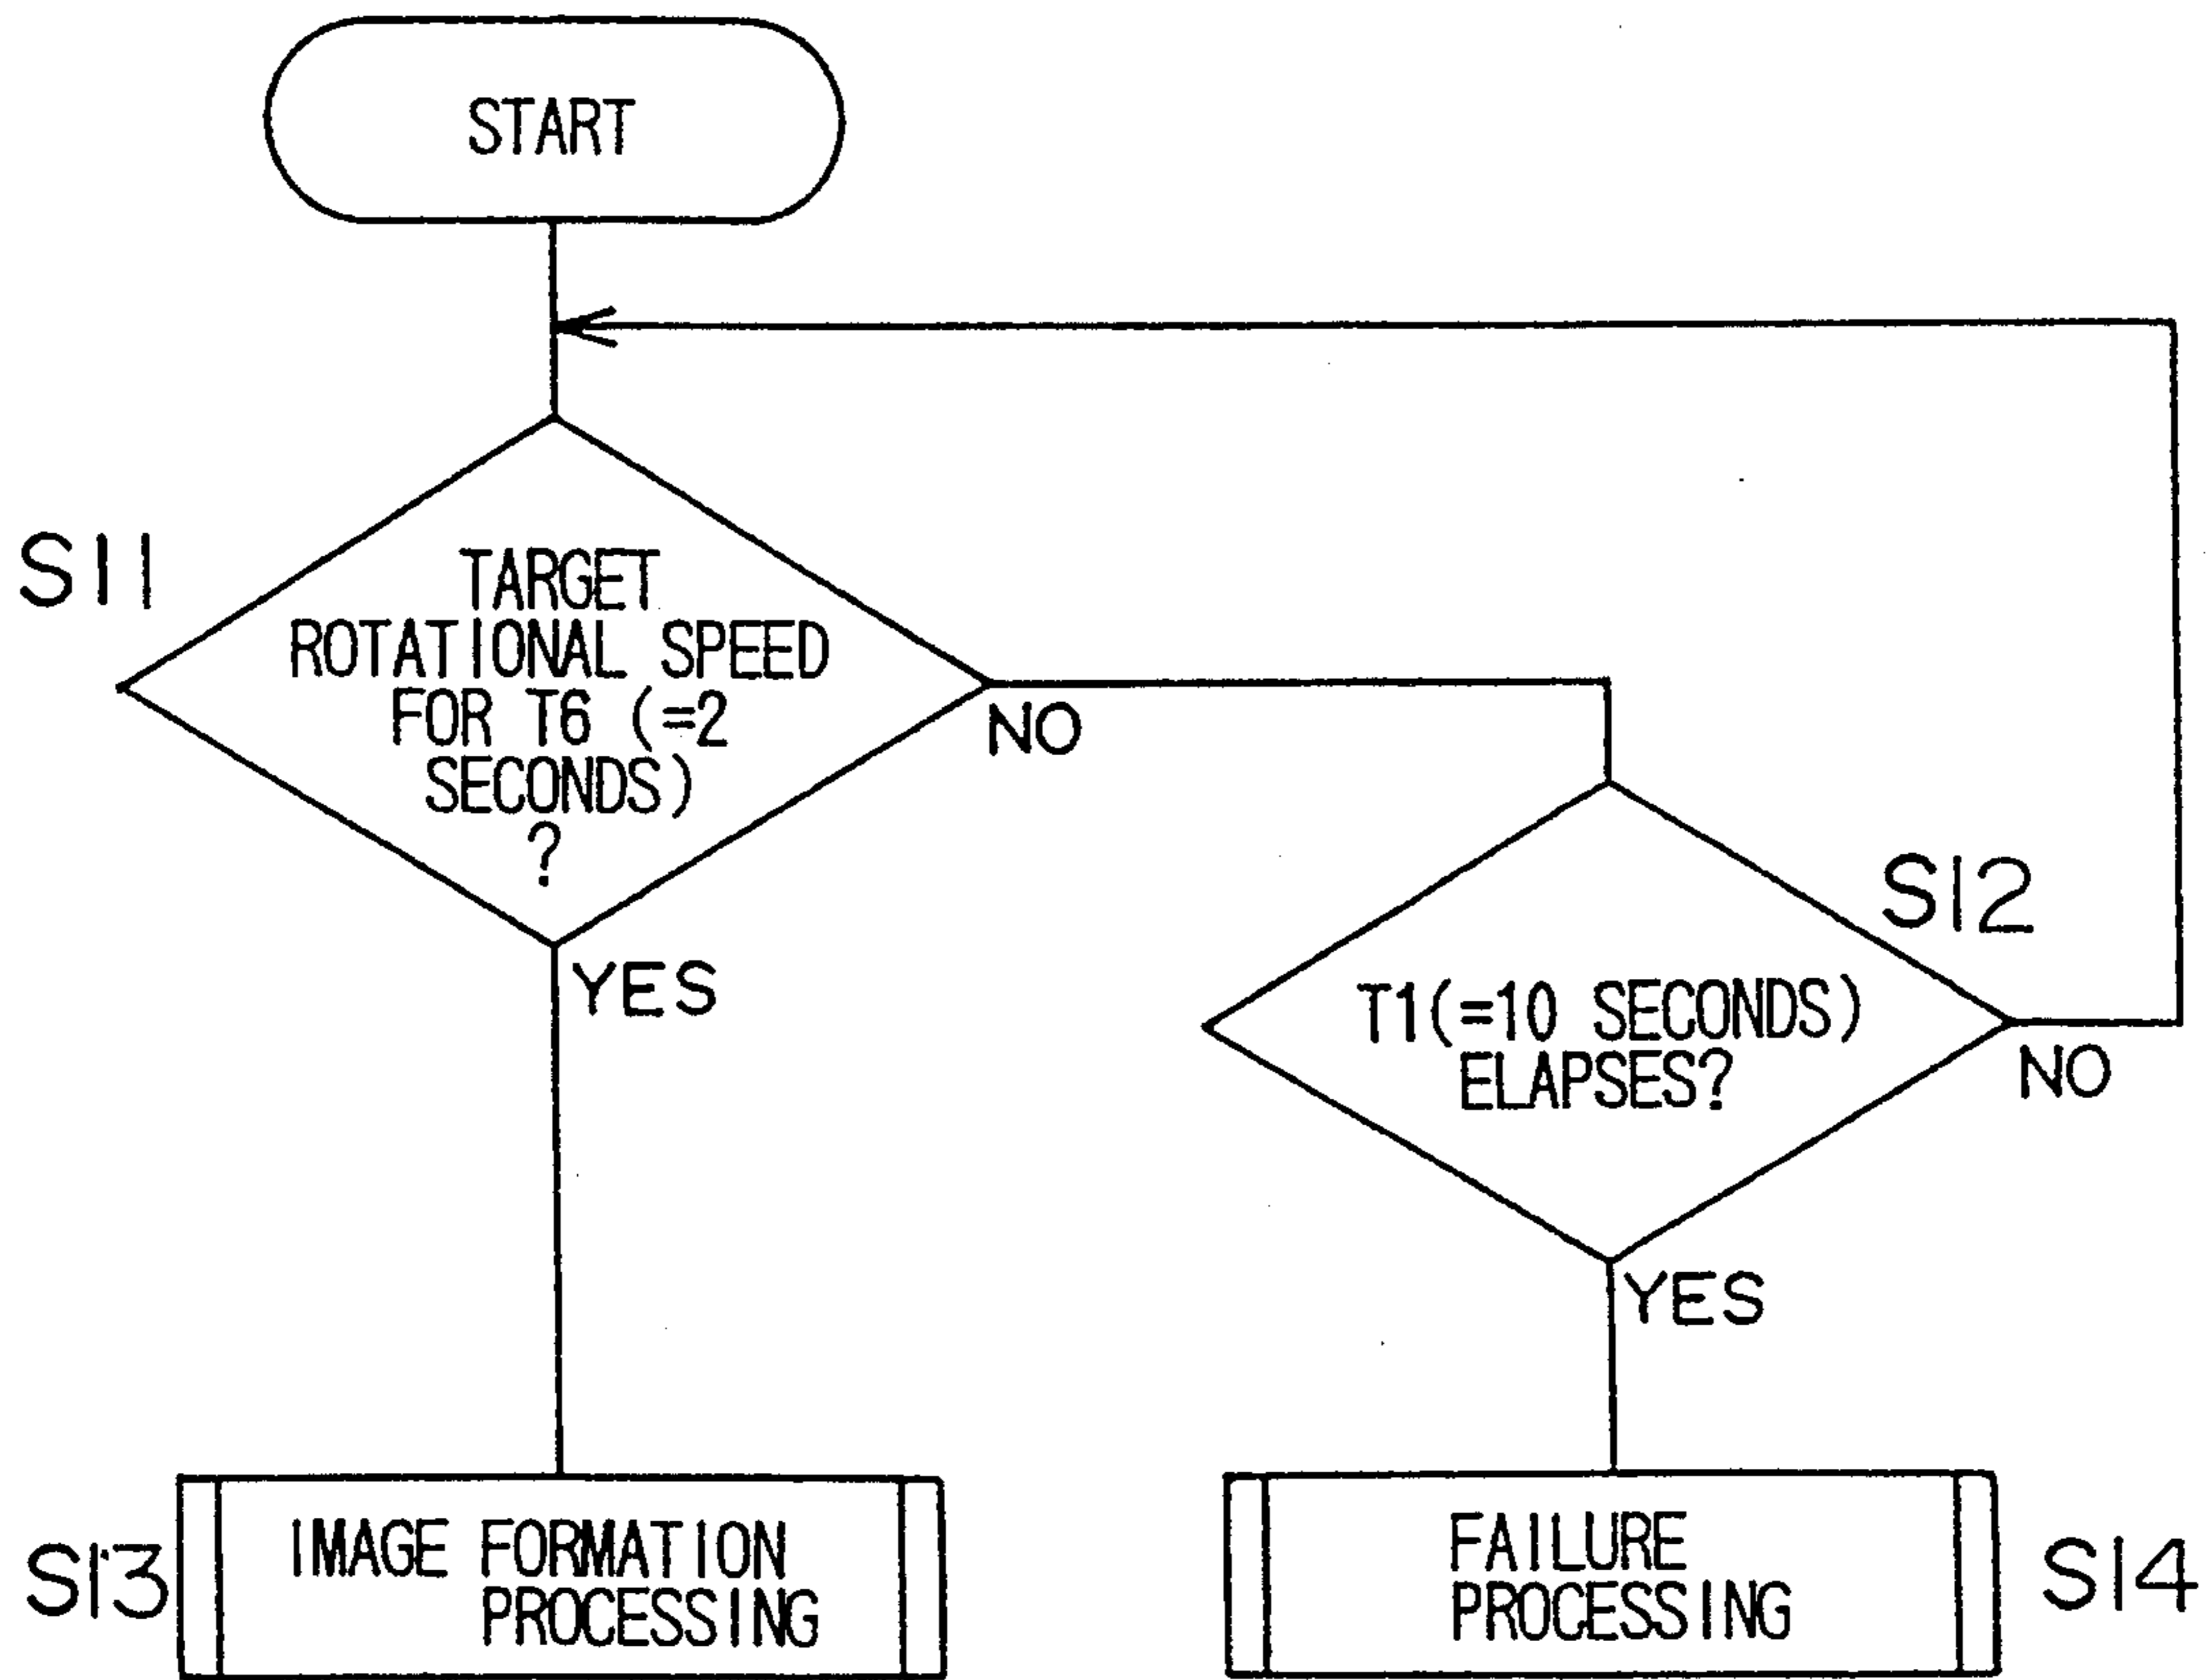 START
S11
TARGET
ROTATIONAL SPEED
FOR T6 (=2
SECONDS)
?
NO
YES
S12
T1(=10 SECONDS)
ELAPSES?
NO
YES
S13
IMAGE FORMATION
PROCESSING
FAILURE
PROCESSING
S14